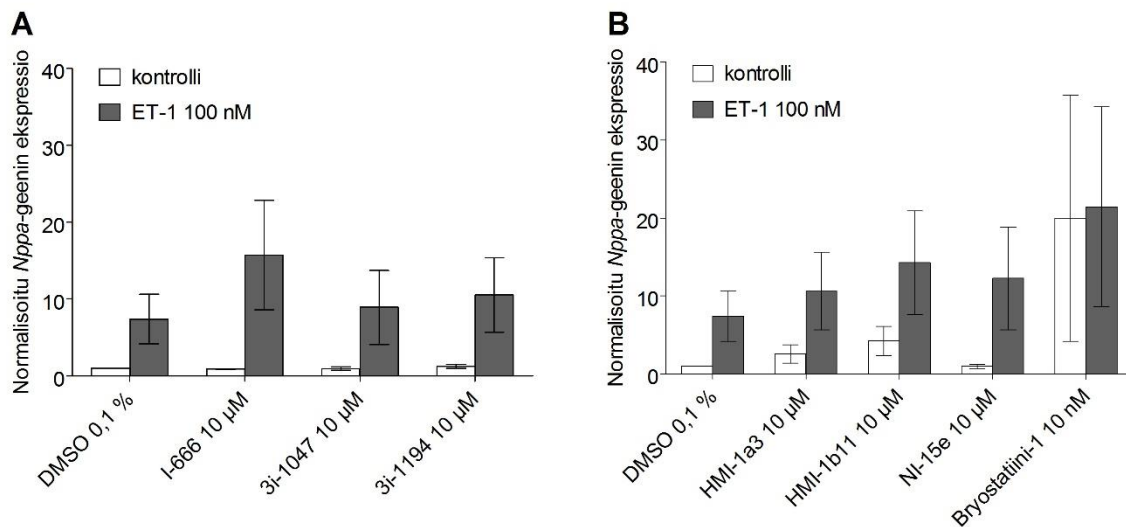 A
Normalisoitu Nppa-geenin ekspressio
40
30
20
10
0
kontrolli
ET-1 100 nM
DMSO 0,1 %
I-666 10 µM
3i-1047 10 µM
3i-1194 10 µM
B
Normalisoitu Nppa-geenin ekspressio
40
30
20
10
0
kontrolli
ET-1 100 nM
DMSO 0,1 %
HMI-1a3 10 µM
HMI-1b11 10 µM
NI-15e 10 µM
Bryostatiini-1 10 nM